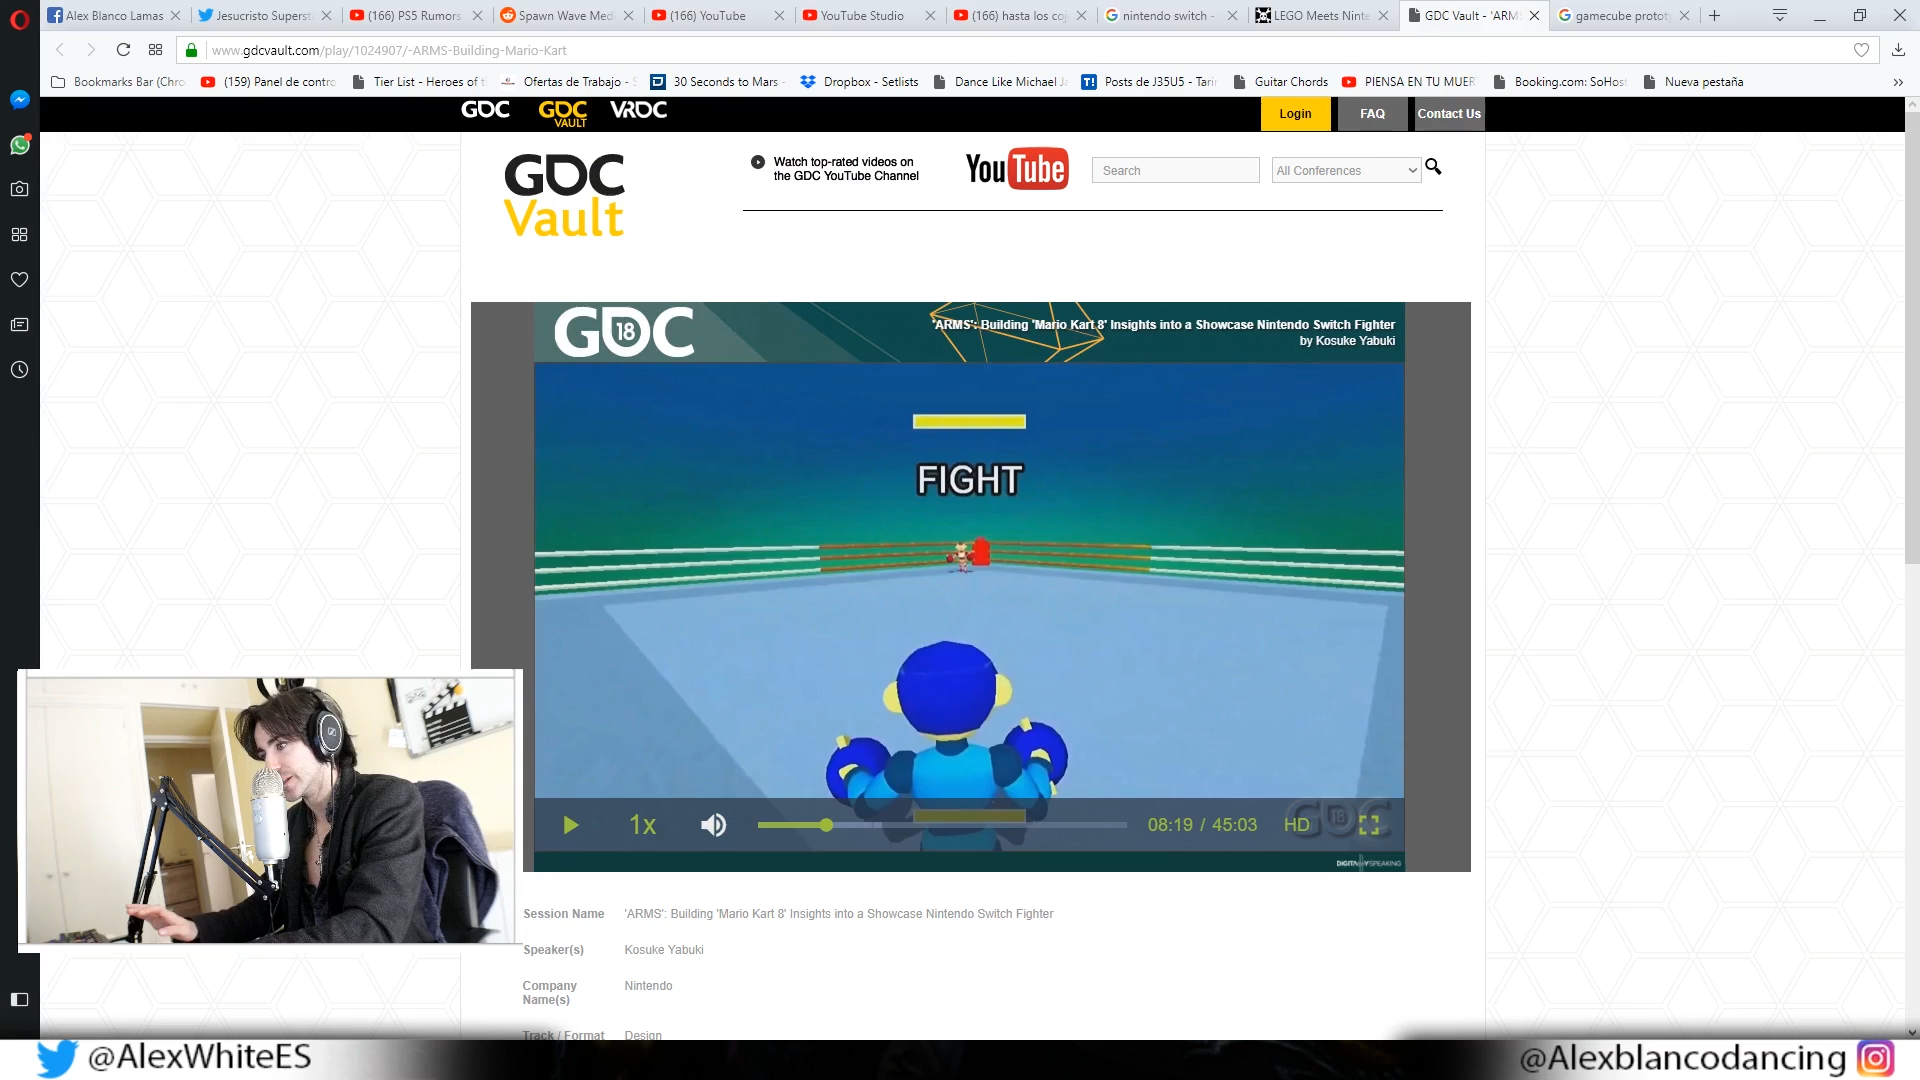 Alex Blanco Lamas
Jesucristo Superst
(166) PS5 Rumors
Spawn Wave Med
(166) YouTube
YouTube Studio
(166) hasta los coj
nintendo switch -
LEGO Meets Ninte
GDC Vault - 'ARM
gamecube protot
www.gdcvault.com/play/1024907/-ARMS-Building-Mario-Kart
Bookmarks Bar (Chro
(159) Panel de contro
Tier List - Heroes of t
Ofertas de Trabajo - S
30 Seconds to Mars -
Dropbox - Setlists
Dance Like Michael Ja
T! Posts de J35U5 - Tarin
Guitar Chords
PIENSA EN TU MUER
Booking.com: SoHost
Nueva pestaña
GDC
GDC VAULT
VRDC
Login
FAQ
Contact Us
GDC
Vault
Watch top-rated videos on
the GDC YouTube Channel
YouTube
Search
All Conferences
GDC 18
'ARMS': Building 'Mario Kart 8' Insights into a Showcase Nintendo Switch Fighter
by Kosuke Yabuki
FIGHT
1x
08:19 / 45:03
HD
GDC 18
DIGITALLY SPEAKING
Session Name
'ARMS': Building 'Mario Kart 8' Insights into a Showcase Nintendo Switch Fighter
Speaker(s)
Kosuke Yabuki
Company
Name(s)
Nintendo
Track / Format
Design
@AlexWhiteES
@Alexblancodancing